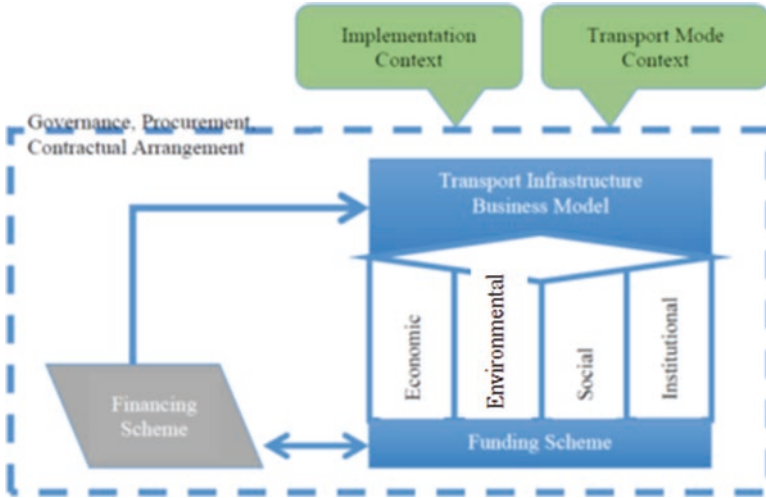 Implementation
Context
Transport Mode
Context
Governance, Procurement,
Contractual Arrangement
Transport Infrastructure
Business Model
Economic
Environmental
Social
Institutional
Financing
Scheme
Funding Scheme